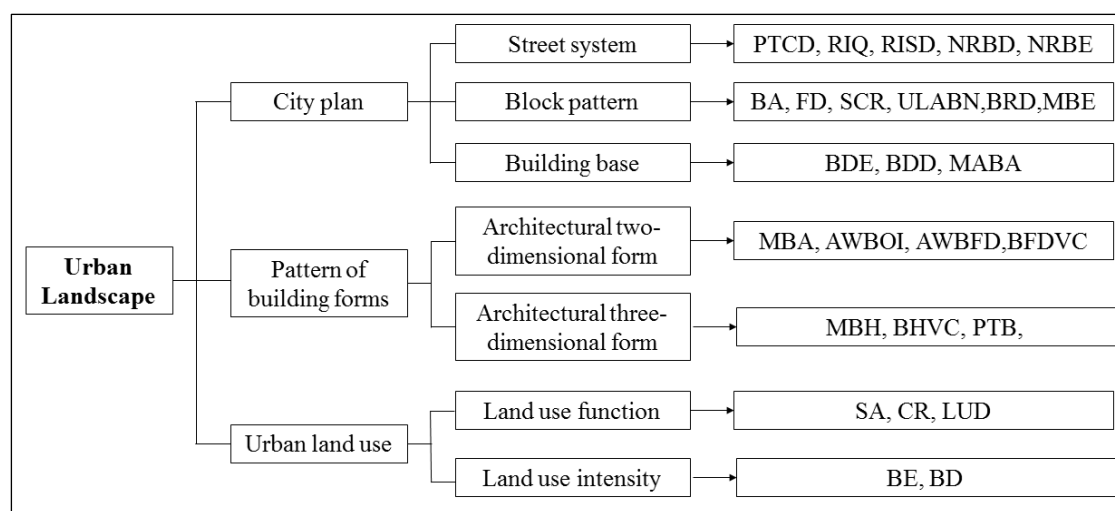 Street system
PTCD, RIQ, RISD, NRBD, NRBE
City plan
Block pattern
BA, FD, SCR, ULABN,BRD,MBE
Building base
BDE, BDD, MABA
Urban
Landscape
Pattern of
building forms
Architectural two-
dimensional form
MBA, AWBOI, AWBFD,BFDVC
Architectural three-
dimensional form
MBH, BHVC, PTB,
Urban land use
Land use function
SA, CR, LUD
Land use intensity
BE, BD